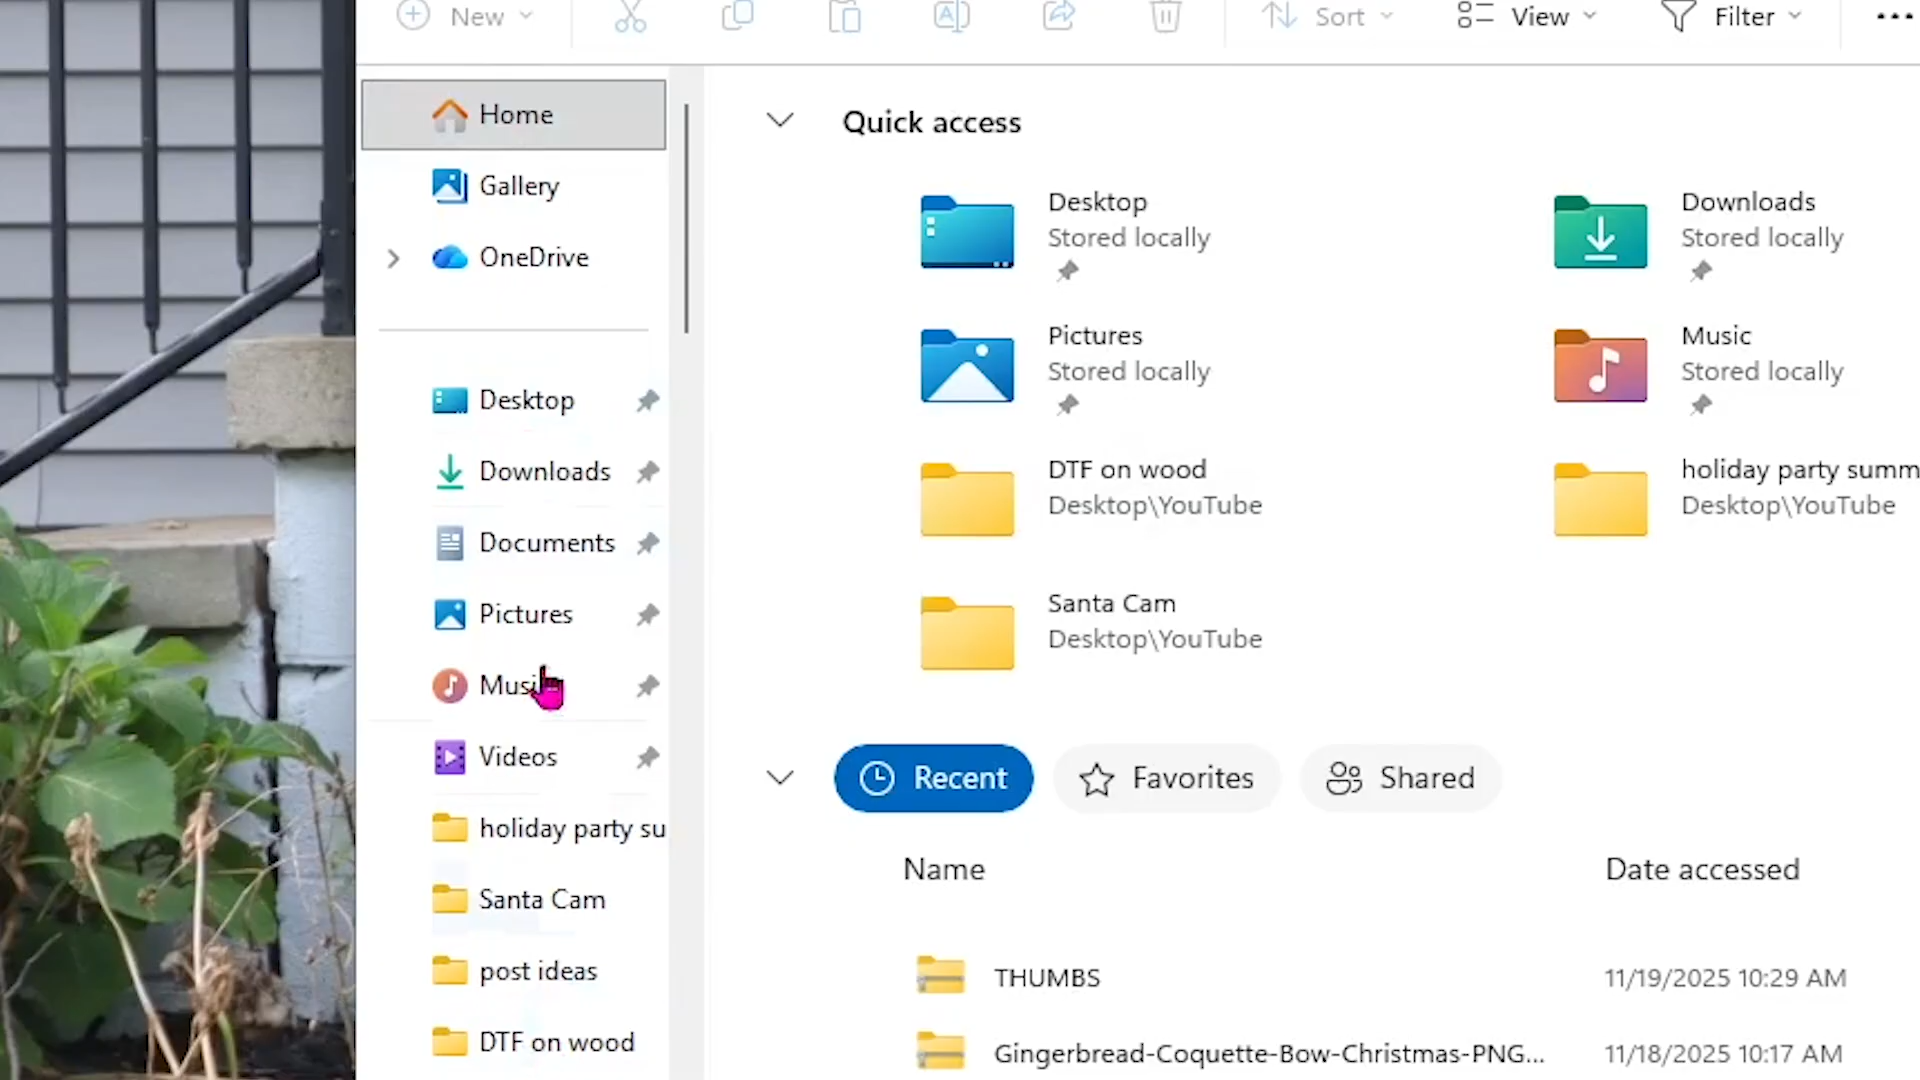 New
Sort
View
Filter
Home
Gallery
OneDrive
Desktop
Downloads
Documents
Pictures
Videos
holiday party su
Santa Cam
post ideas
DTF on wood
Quick access
Desktop
Stored locally
Downloads
Stored locally
Pictures
Stored locally
Music
Stored locally
DTF on wood
Desktop\YouTube
holiday party summ
Desktop\YouTube
Santa Cam
Desktop\YouTube
Recent
Favorites
Shared
Name
Date accessed
THUMBS
11/19/2025 10:29 AM
Gingerbread-Coquette-Bow-Christmas-PNG...
11/18/2025 10:17 AM